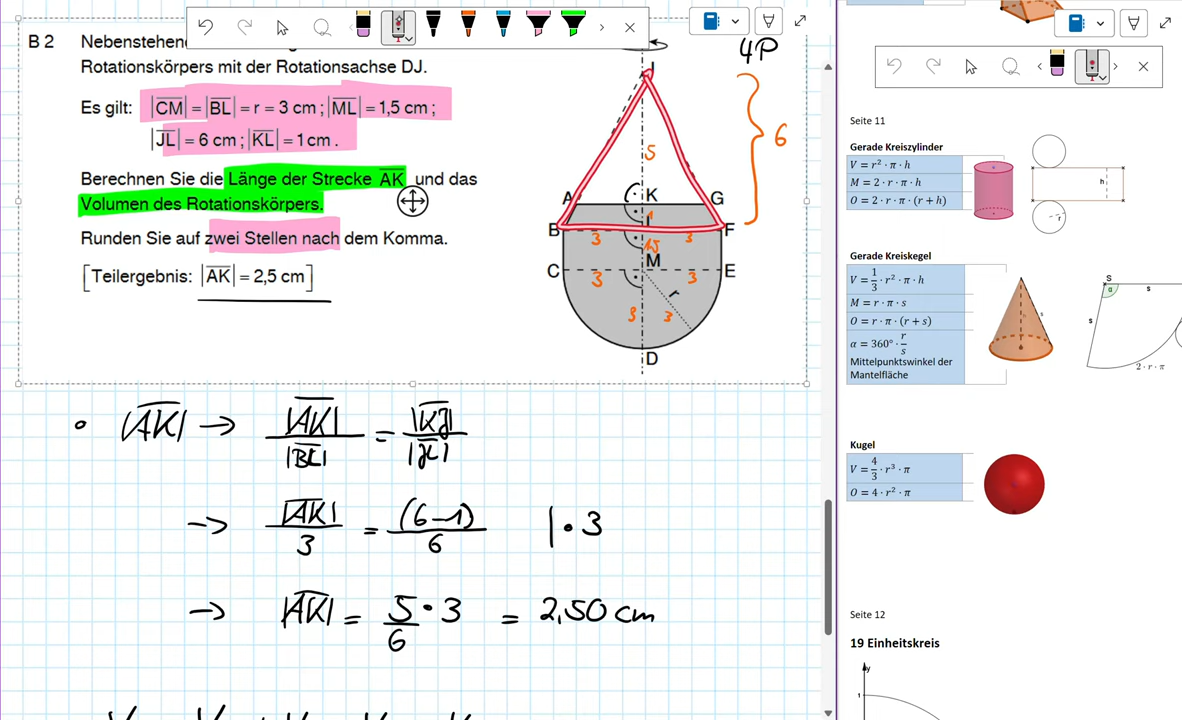 B 2 Nebenstehen
Rotationskörpers mit der Rotationsachse DJ.
Es gilt: |CM| = |BL| = r = 3 cm ; |ML| = 1,5 cm ;
|JL| = 6 cm ; |KL| = 1 cm .
Berechnen Sie die Länge der Strecke AK und das
Volumen des Rotationskörpers.
Runden Sie auf zwei Stellen nach dem Komma.
[Teilergebnis: |AK| = 2,5 cm]
4P
J
6
5
A K G
1
B L F
3 1,5 3
C M E
3 3
r
3 3
D
• |AK| → |AK| / |BL| = |KJ| / |JL|
→ |AK| / 3 = (6-1) / 6 | • 3
→ |AK| = 5/6 • 3 = 2,50 cm
Seite 11
Gerade Kreiszylinder
V = r² · π · h
M = 2 · r · π · h
O = 2 · r · π · (r + h)
h
r
Gerade Kreiskegel
V = 1/3 · r² · π · h
M = r · π · s
O = r · π · (r + s)
α = 360° · r/s
Mittelpunktswinkel der
Mantelfläche
S
α
s
s
s
2 · r · π
Kugel
V = 4/3 · r³ · π
O = 4 · r² · π
Seite 12
19 Einheitskreis
y
1